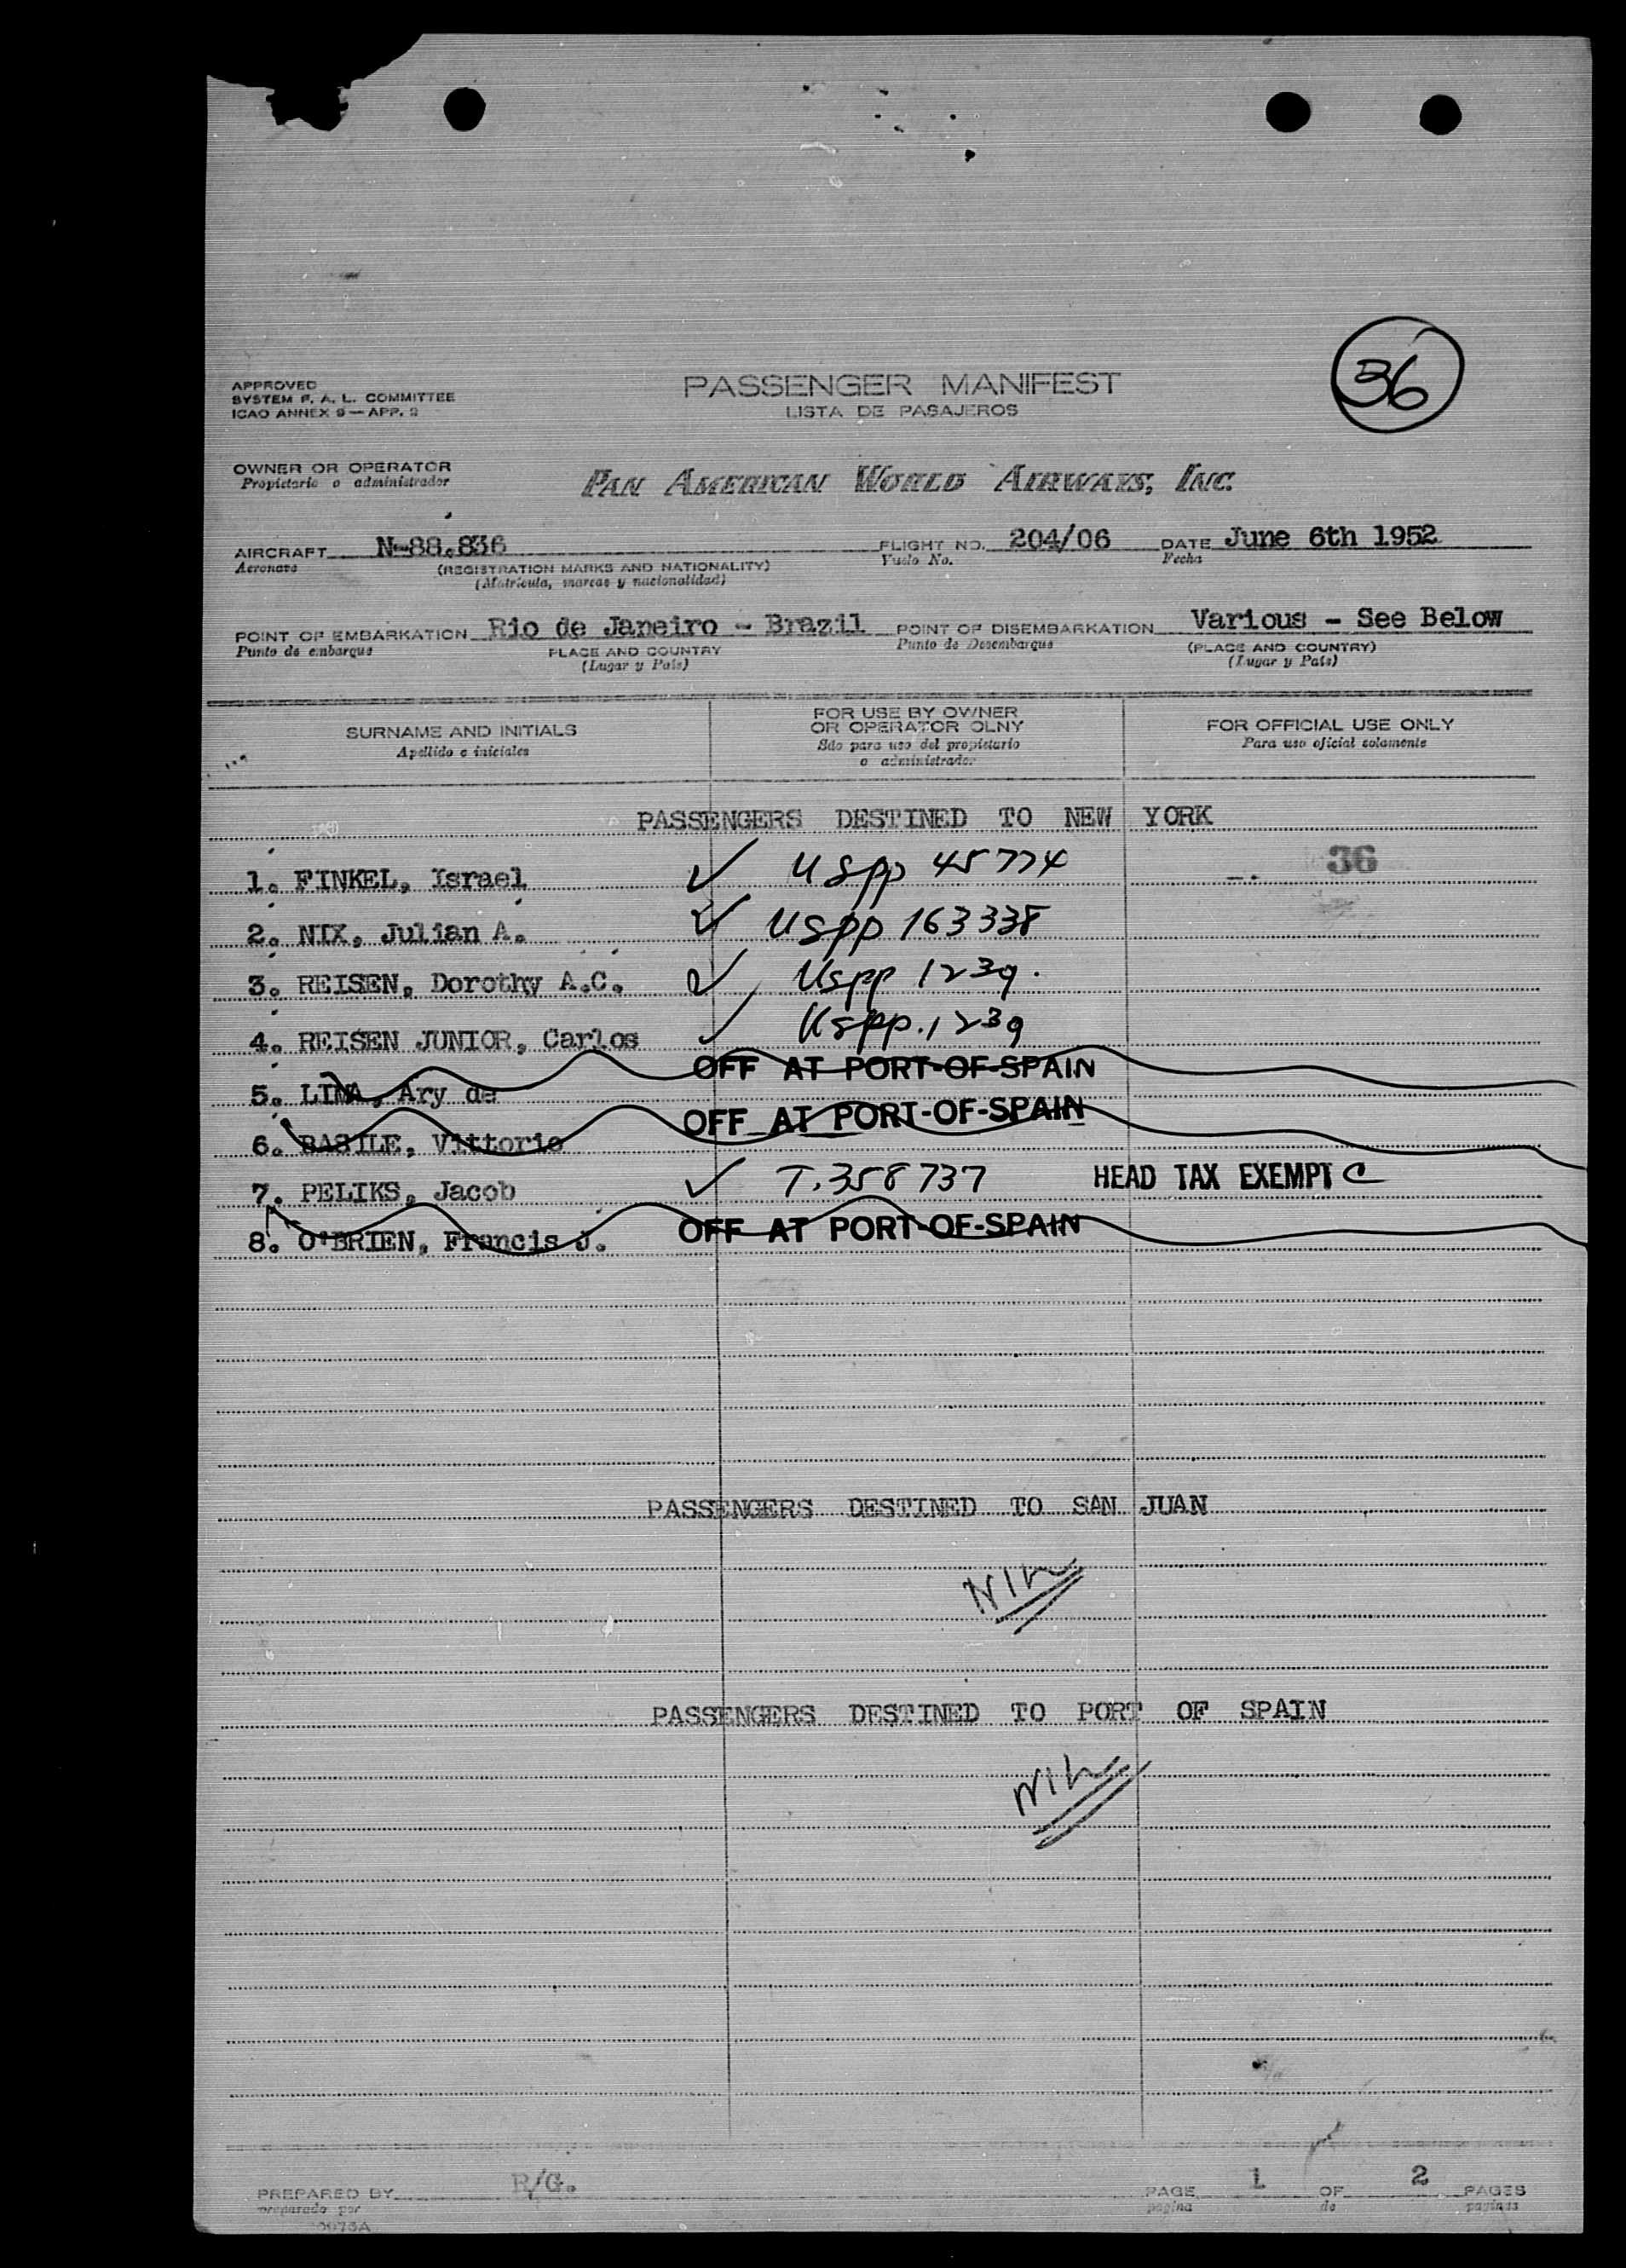 36
APPROVED
SYSTEM F. A. L. COMMITTEE
ICAO ANNEX 9 — APP. 2
PASSENGER MANIFEST
LISTA DE PASAJEROS
OWNER OR OPERATOR
Propietario o administrador
PAN AMERICAN WORLD AIRWAYS, INC.
AIRCRAFT N-88.836 FLIGHT NO. 204/06 DATE June 6th 1952
Aeronave (REGISTRATION MARKS AND NATIONALITY) Vuelo No. Fecha
(Matrícula, marcas y nacionalidad)
POINT OF EMBARKATION Rio de Janeiro - Brazil POINT OF DISEMBARKATION Various - See Below
Punto de embarque PLACE AND COUNTRY Punto de Desembarque (PLACE AND COUNTRY)
(Lugar y País) (Lugar y País)
SURNAME AND INITIALS
Apellido e iniciales
FOR USE BY OWNER
OR OPERATOR OLNY
Sólo para uso del propietario
o administrador
FOR OFFICIAL USE ONLY
Para uso oficial solamente
PASSENGERS DESTINED TO NEW YORK
1. FINKEL, Israel USpp 45774 36
2. NIX, Julian A. USpp 163338
3. REISEN, Dorothy A.C. USpp 1239.
4. REISEN JUNIOR, Carlos USpp. 1239
5. LIMA, Ary de OFF AT PORT-OF-SPAIN
6. BASILE, Vittorio OFF AT PORT-OF-SPAIN
7. PELIKS, Jacob T.358737 HEAD TAX EXEMPT C
8. O'BRIEN, Francis J. OFF AT PORT-OF-SPAIN
PASSENGERS DESTINED TO SAN JUAN
NIL
PASSENGERS DESTINED TO PORT OF SPAIN
NIL
PREPARED BY R/G. PAGE 1 OF 2 PAGES
preparado por página de páginas